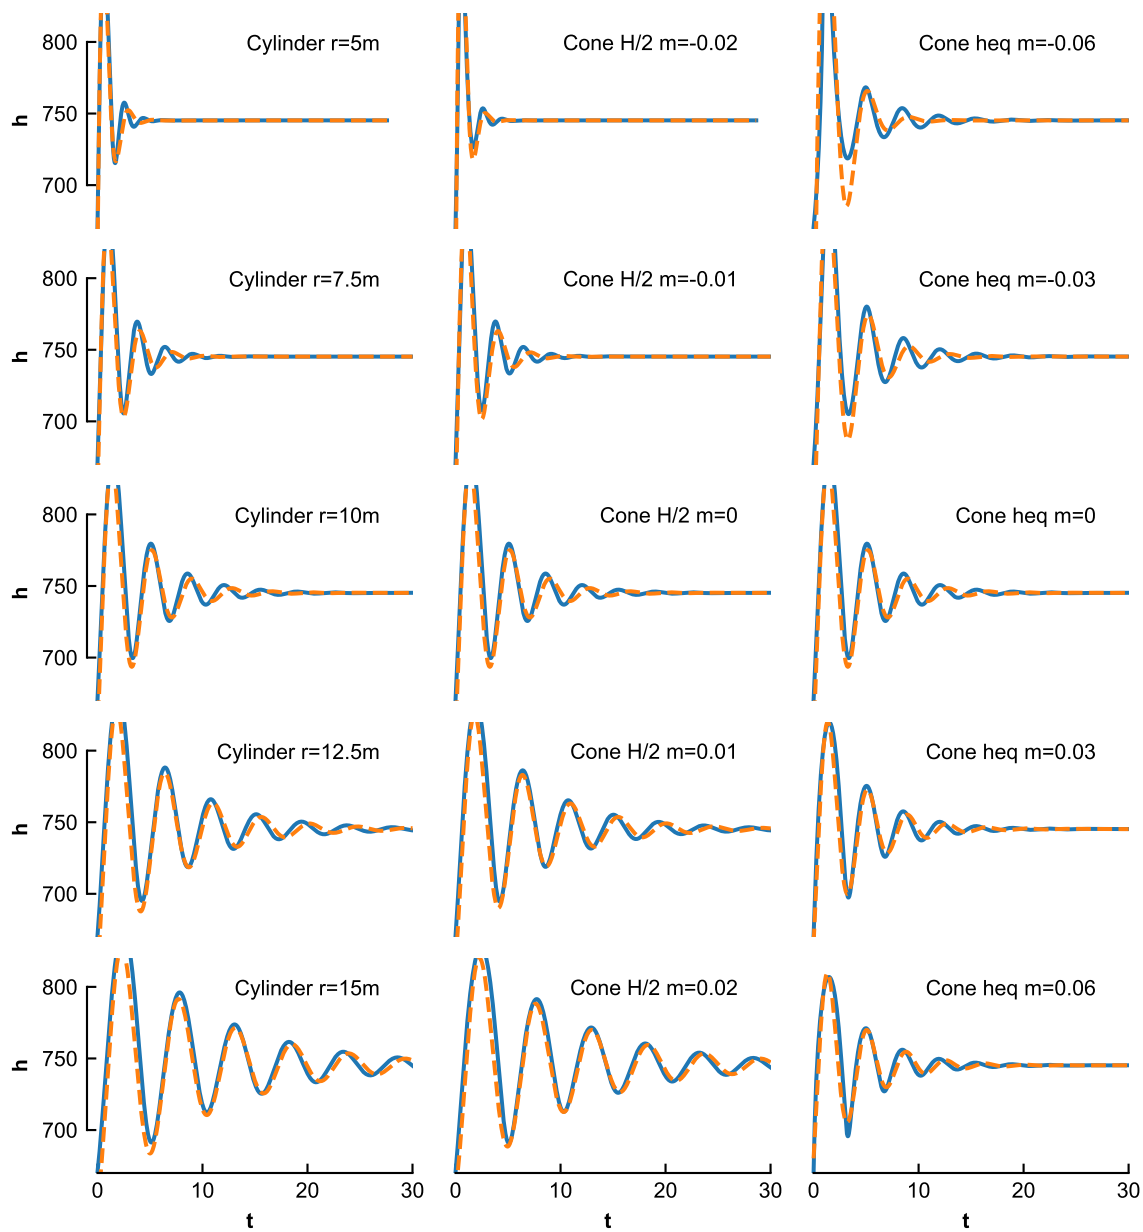 Cylinder r=5m
Cone H/2 m=-0.02
Cone heq m=-0.06
800
750
700
h
Cylinder r=7.5m
Cone H/2 m=-0.01
Cone heq m=-0.03
800
750
700
h
Cylinder r=10m
Cone H/2 m=0
Cone heq m=0
800
750
700
h
Cylinder r=12.5m
Cone H/2 m=0.01
Cone heq m=0.03
800
750
700
h
Cylinder r=15m
Cone H/2 m=0.02
Cone heq m=0.06
800
750
700
h
0 10 20 30
0 10 20 30
0 10 20 30
t
t
t